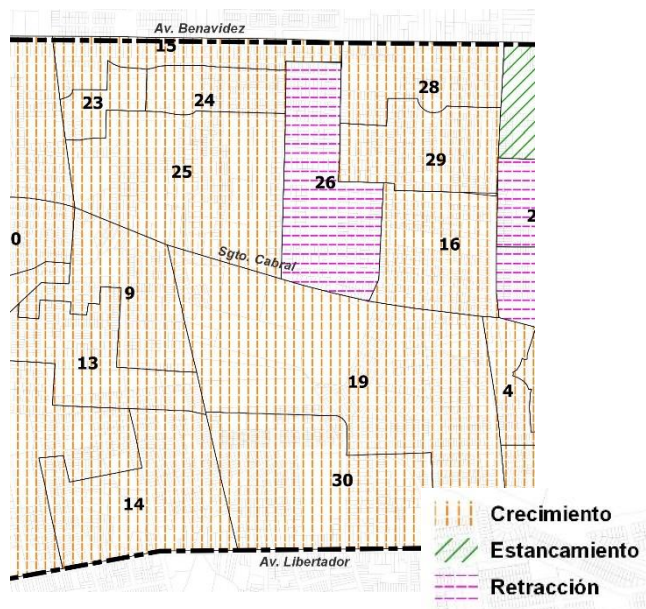 Av. Benavidez
15
28
23
24
29
25
26
2
0
16
Sgto. Cabral
9
13
19
4
30
14
Crecimiento
Estancamiento
Av. Libertador
Retracción